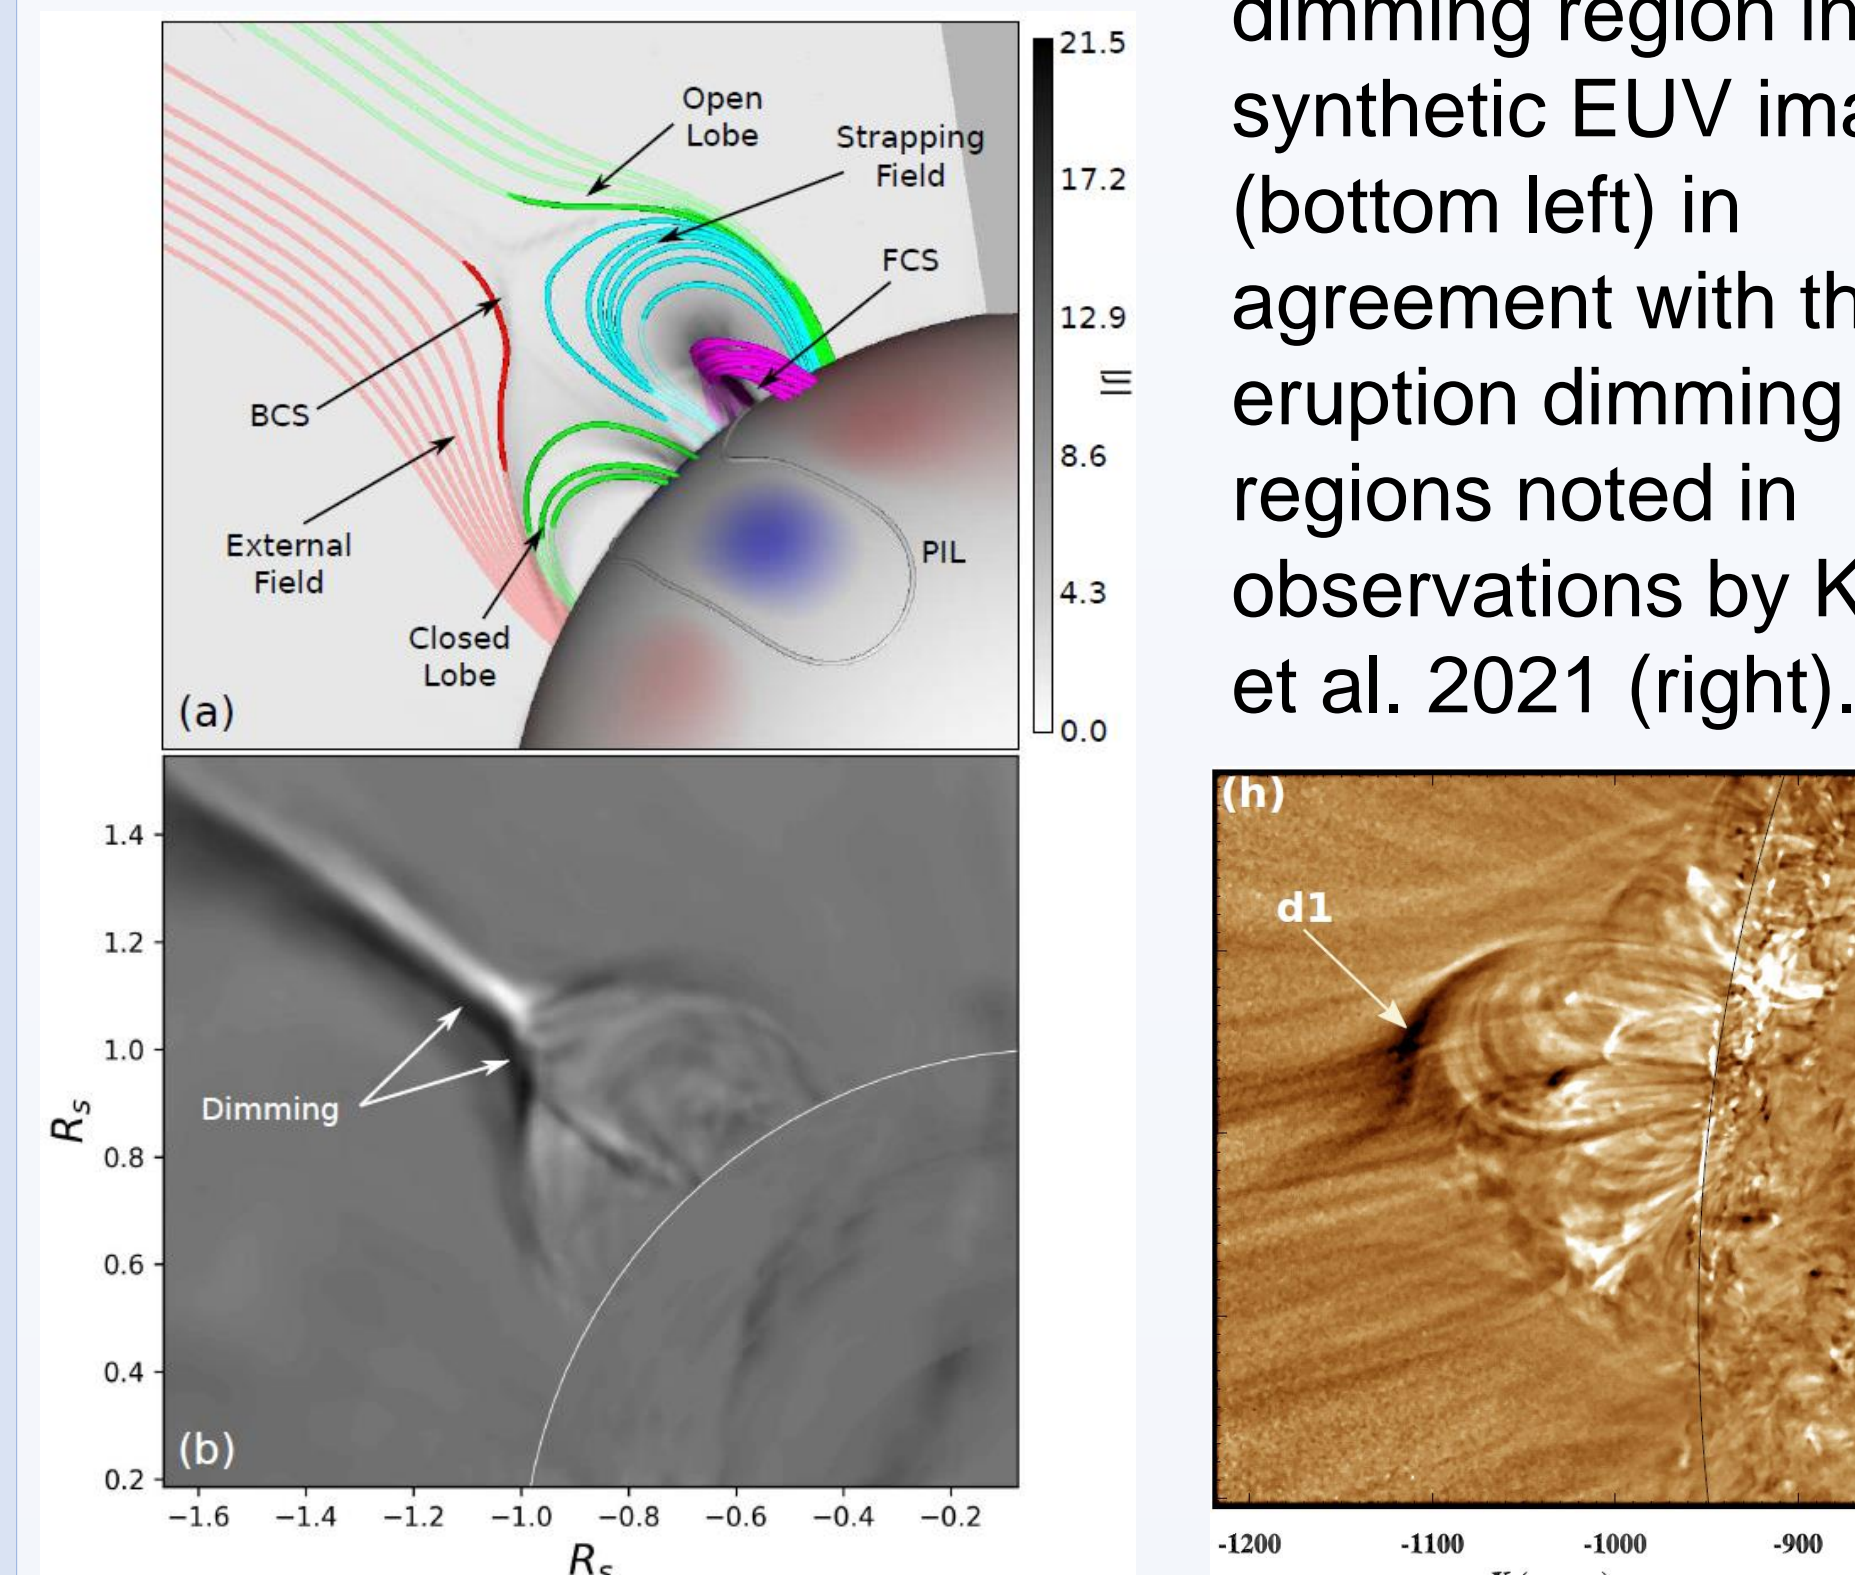 dimming region in
synthetic EUV
(bottom left) in
agreement with
eruption dimming
regions noted in
observations by
et al. 2021 (right).
Open
Lobe
Strapping
Field
FCS
BCS
External
Field
Closed
Lobe
PIL
(a)
21.5
17.2
12.9
8.6
4.3
0.0
|J|
1.4
1.2
1.0
0.8
0.6
0.4
0.2
Rs
Dimming
(b)
−1.6 −1.4 −1.2 −1.0 −0.8 −0.6 −0.4 −0.2
Rs
(h)
d1
-1200 -1100 -1000 -900